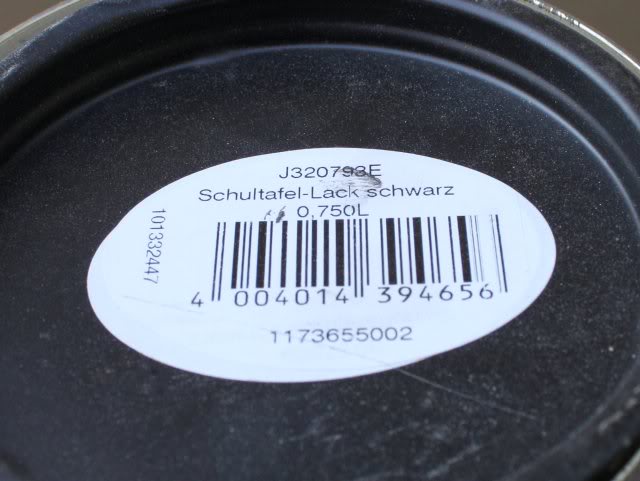 J320793E
Schultafel-Lack schwarz
0,750L
101332447
4 004014 394656
1173655002